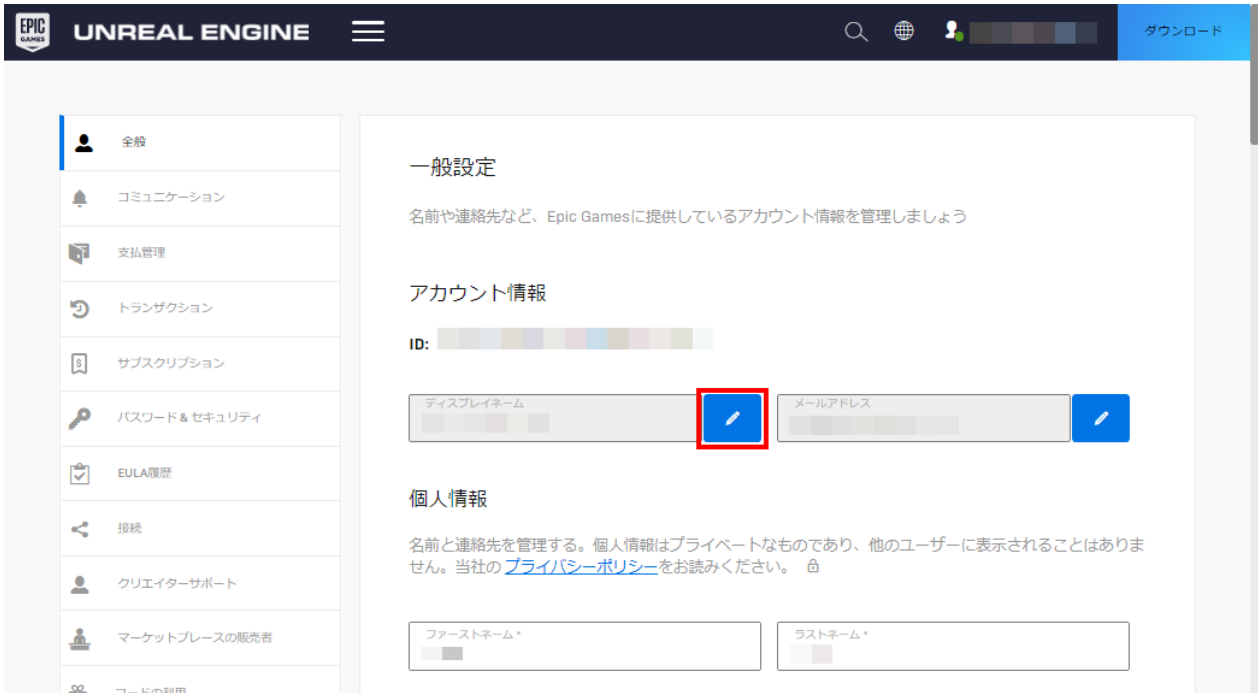 EPIC
GAMES
UNREAL ENGINE
ダウンロード
全般
コミュニケーション
支払管理
トランザクション
サブスクリプション
パスワード & セキュリティ
EULA履歴
接続
クリエイターサポート
マーケットプレースの販売者
コードの利用
一般設定
名前や連絡先など、Epic Gamesに提供しているアカウント情報を管理しましょう
アカウント情報
ID:
ディスプレイネーム
メールアドレス
個人情報
名前と連絡先を管理する。個人情報はプライベートなものであり、他のユーザーに表示されることはありま
せん。当社の プライバシーポリシーをお読みください。
ファーストネーム *
ラストネーム *